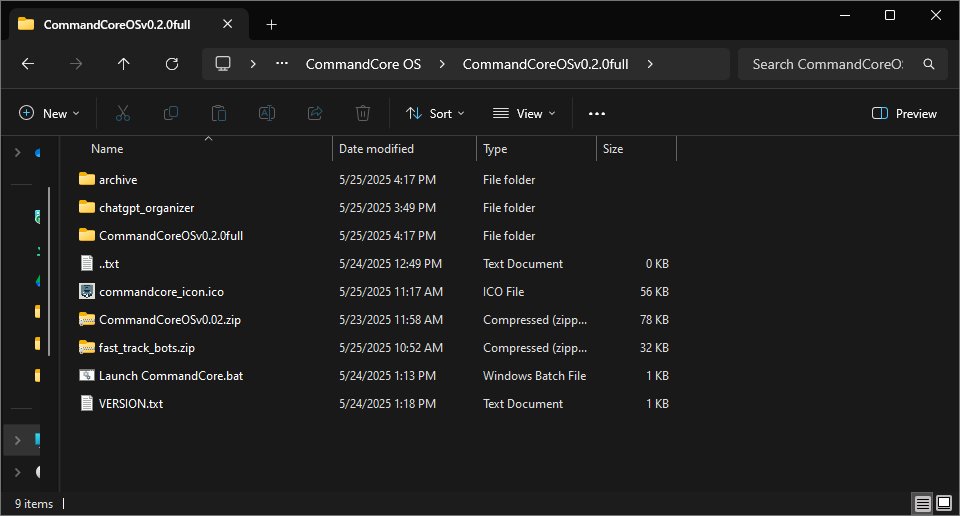 CommandCoreOSv0.2.0full
CommandCore OS > CommandCoreOSv0.2.0full >
Search CommandCoreOS
New Sort View ... Preview
Name Date modified Type Size
archive 5/25/2025 4:17 PM File folder
chatgpt_organizer 5/25/2025 3:49 PM File folder
CommandCoreOSv0.2.0full 5/25/2025 4:17 PM File folder
..txt 5/24/2025 12:49 PM Text Document 0 KB
commandcore_icon.ico 5/25/2025 11:17 AM ICO File 56 KB
CommandCoreOSv0.02.zip 5/23/2025 11:58 AM Compressed (zipp... 78 KB
fast_track_bots.zip 5/25/2025 10:52 AM Compressed (zipp... 32 KB
Launch CommandCore.bat 5/24/2025 1:13 PM Windows Batch File 1 KB
VERSION.txt 5/24/2025 1:18 PM Text Document 1 KB
9 items